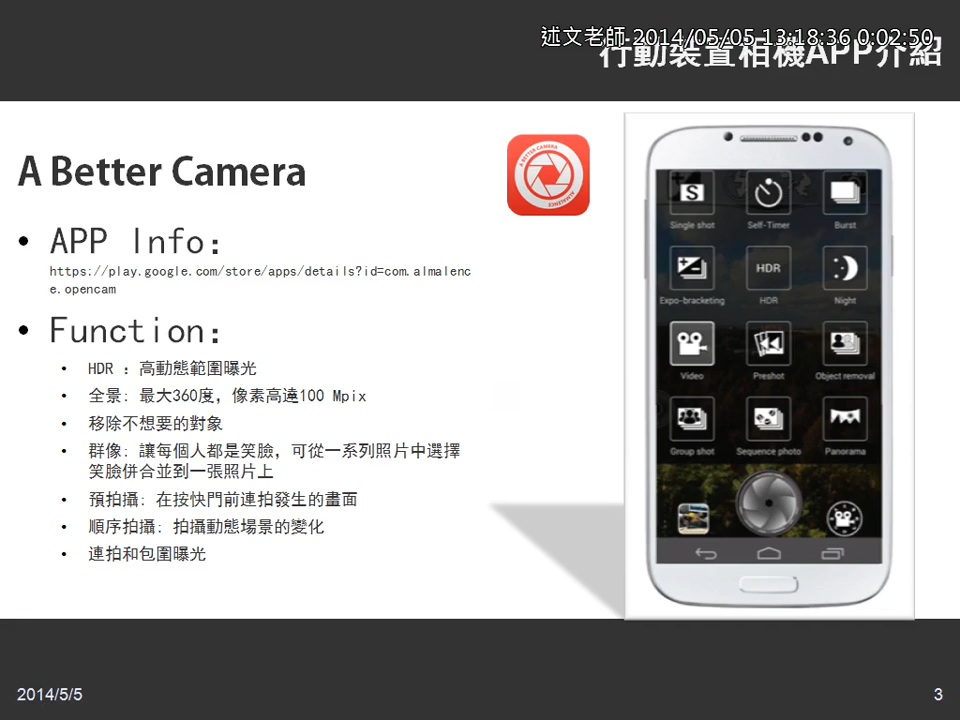 述文老師 2014/05/05 13:18:36 0:02:50
行動裝置相機APP介紹
A Better Camera
• APP Info：
https://play.google.com/store/apps/details?id=com.almalenc
e.opencam
• Function：
• HDR ：高動態範圍曝光
• 全景：最大360度，像素高達100 Mpix
• 移除不想要的對象
• 群像：讓每個人都是笑臉，可從一系列照片中選擇
笑臉併合並到一張照片上
• 預拍攝：在按快門前連拍發生的畫面
• 順序拍攝：拍攝動態場景的變化
• 連拍和包圍曝光
A BETTER CAMERA
ALMALENCE
S
Single shot
Self-Timer
Burst
Expo-bracketing
HDR
HDR
Night
Video
Preshot
Object removal
Group shot
Sequence photo
Panorama
2014/5/5
3